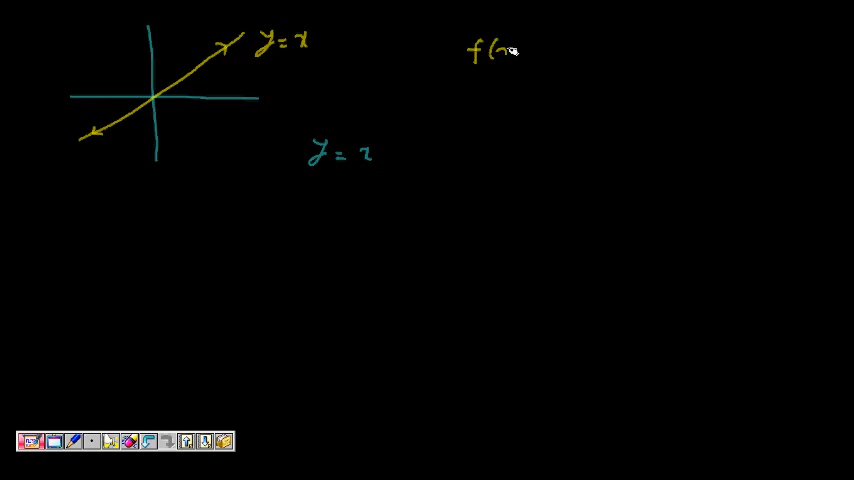 y = x
f(
y = x